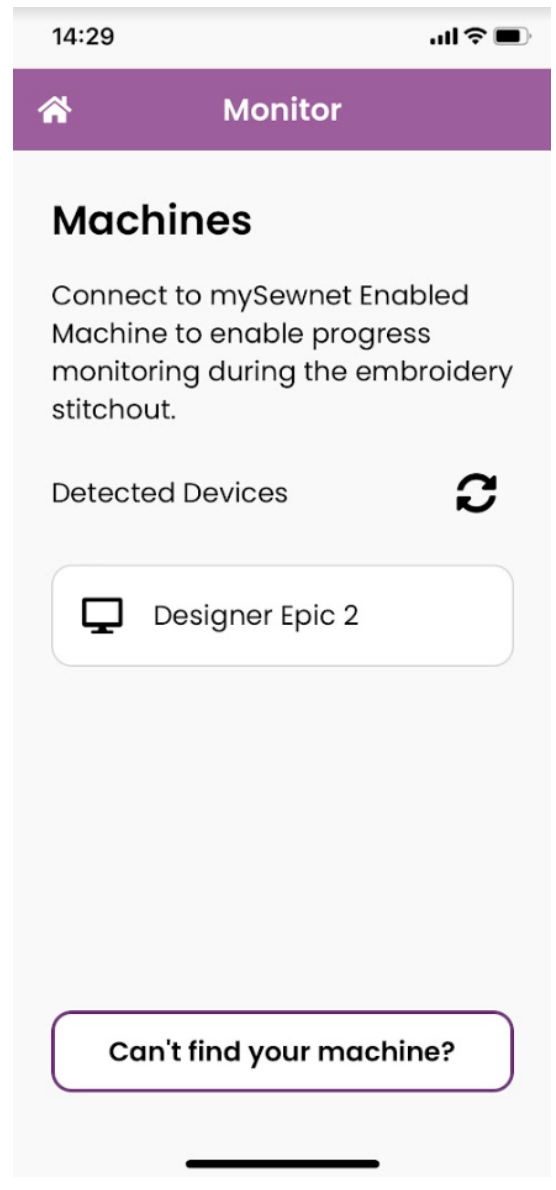 14:29
Monitor
Machines
Connect to mySewnet Enabled
Machine to enable progress
monitoring during the embroidery
stitchout.
Detected Devices
Designer Epic 2
Can't find your machine?